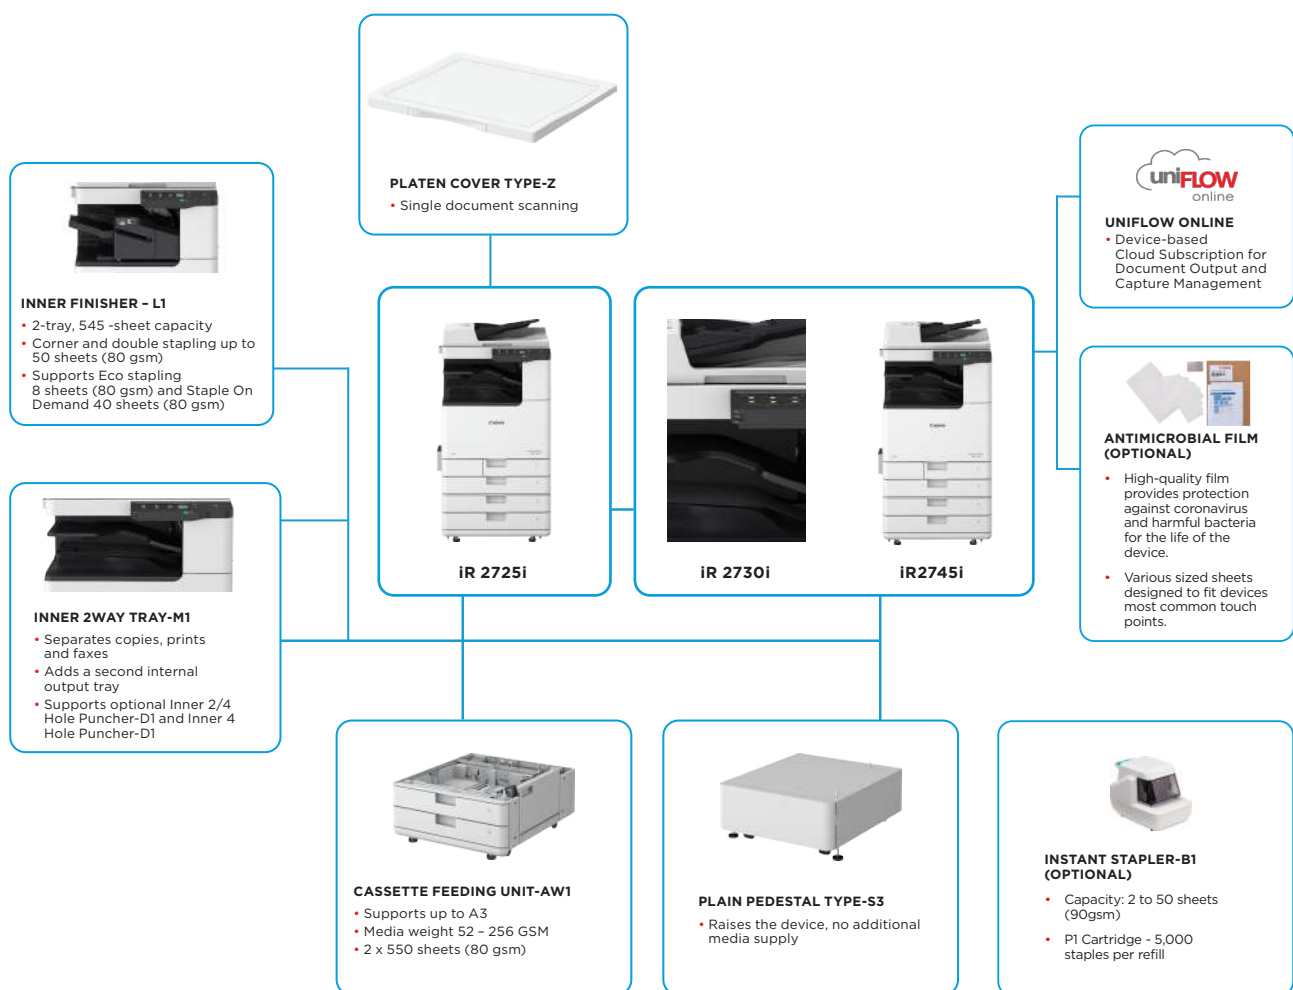 PLATEN COVER TYPE-Z
• Single document scanning
INNER FINISHER – L1
• 2-tray, 545 -sheet capacity
• Corner and double stapling up to
50 sheets (80 gsm)
• Supports Eco stapling
8 sheets (80 gsm) and Staple On
Demand 40 sheets (80 gsm)
INNER 2WAY TRAY-M1
• Separates copies, prints
and faxes
• Adds a second internal
output tray
• Supports optional Inner 2/4
Hole Puncher-D1 and Inner 4
Hole Puncher-D1
Canon
iR 2725i
iR 2730i
Canon
iR2745i
uniFLOW
online
UNIFLOW ONLINE
• Device-based
Cloud Subscription for
Document Output and
Capture Management
ANTIMICROBIAL FILM
(OPTIONAL)
• High-quality film
provides protection
against coronavirus
and harmful bacteria
for the life of the
device.
• Various sized sheets
designed to fit devices
most common touch
points.
CASSETTE FEEDING UNIT-AW1
• Supports up to A3
• Media weight 52 – 256 GSM
• 2 x 550 sheets (80 gsm)
PLAIN PEDESTAL TYPE-S3
• Raises the device, no additional
media supply
INSTANT STAPLER-B1
(OPTIONAL)
• Capacity: 2 to 50 sheets
(90gsm)
• P1 Cartridge - 5,000
staples per refill